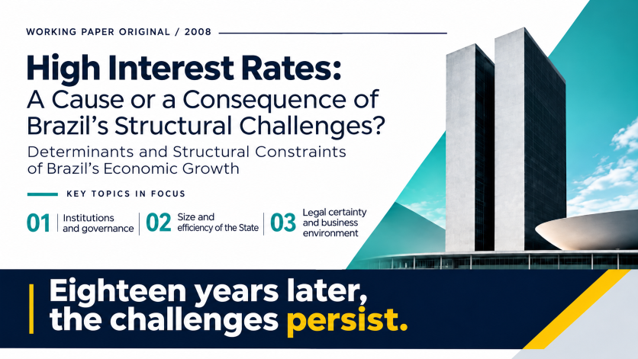 WORKING PAPER ORIGINAL / 2008
High Interest Rates:
A Cause or a Consequence of
Brazil's Structural Challenges?
Determinants and Structural Constraints
of Brazil's Economic Growth
KEY TOPICS IN FOCUS
01
Institutions
and governance
02
Size and
efficiency of the State
03
Legal certainty
and business
environment
Eighteen years later,
the challenges persist.